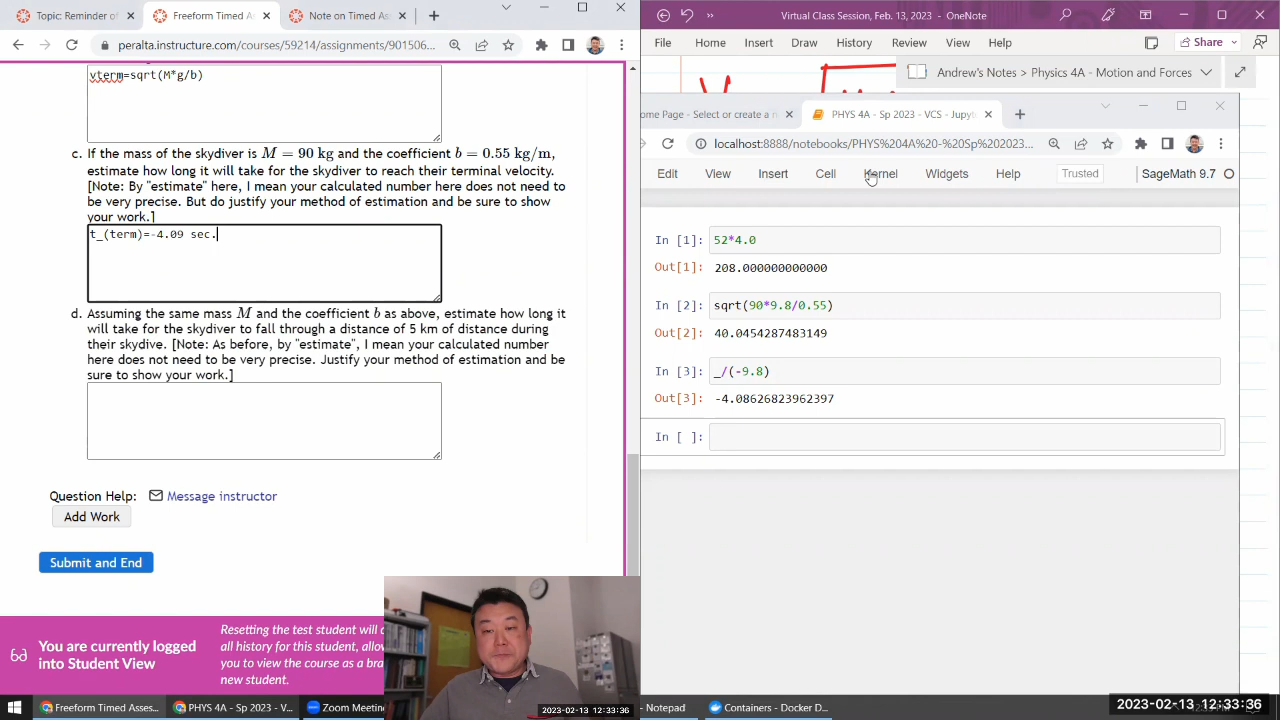 Topic: Reminder of
Freeform Timed A
Note on Timed As
peralta.instructure.com/courses/59214/assignments/901506...
vterm=sqrt(M*g/b)
c. If the mass of the skydiver is M = 90 kg and the coefficient b = 0.55 kg/m,
estimate how long it will take for the skydiver to reach their terminal velocity.
[Note: By "estimate" here, I mean your calculated number here does not need to
be very precise. But do justify your method of estimation and be sure to show
your work.]
t_(term)=-4.09 sec.
d. Assuming the same mass M and the coefficient b as above, estimate how long it
will take for the skydiver to fall through a distance of 5 km of distance during
their skydive. [Note: As before, by "estimate", I mean your calculated number
here does not need to be very precise. Justify your method of estimation and be
sure to show your work.]
Question Help: Message instructor
Add Work
Submit and End
You are currently logged
into Student View
Resetting the test student will
all history for this student, allo
you to view the course as a bra
new student.
Virtual Class Session, Feb. 13, 2023 - OneNote
File Home Insert Draw History Review View Help Share
Andrew's Notes > Physics 4A - Motion and Forces
ome Page - Select or create a n
PHYS 4A - Sp 2023 - VCS - Jupyt
localhost:8888/notebooks/PHYS%204A%20-%20Sp%202023...
Edit View Insert Cell Kernel Widgets Help Trusted SageMath 9.7
In [1]: 52*4.0
Out[1]: 208.000000000000
In [2]: sqrt(90*9.8/0.55)
Out[2]: 40.0454287483149
In [3]: _/(-9.8)
Out[3]: -4.08626823962397
In [ ]:
Freeform Timed Asses...
PHYS 4A - Sp 2023 - V...
Zoom Meeting
- Notepad
Containers - Docker D...
2023-02-13 12:33:36
2023-02-13 12:33:36